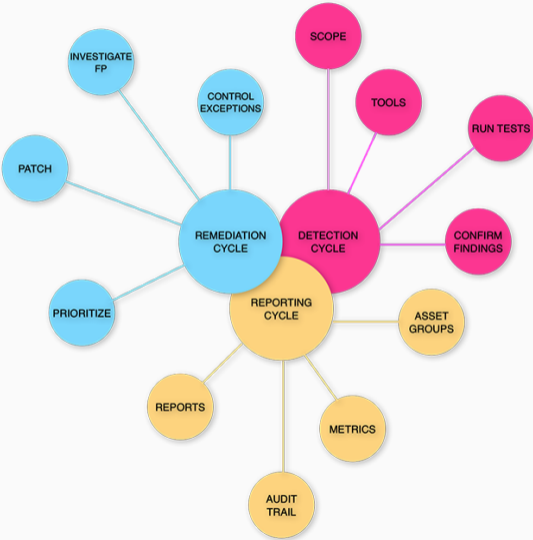 SCOPE
INVESTIGATE
FP
CONTROL
EXCEPTIONS
TOOLS
RUN TESTS
PATCH
REMEDIATION
CYCLE
DETECTION
CYCLE
CONFIRM
FINDINGS
PRIORITIZE
REPORTING
CYCLE
ASSET
GROUPS
REPORTS
METRICS
AUDIT
TRAIL